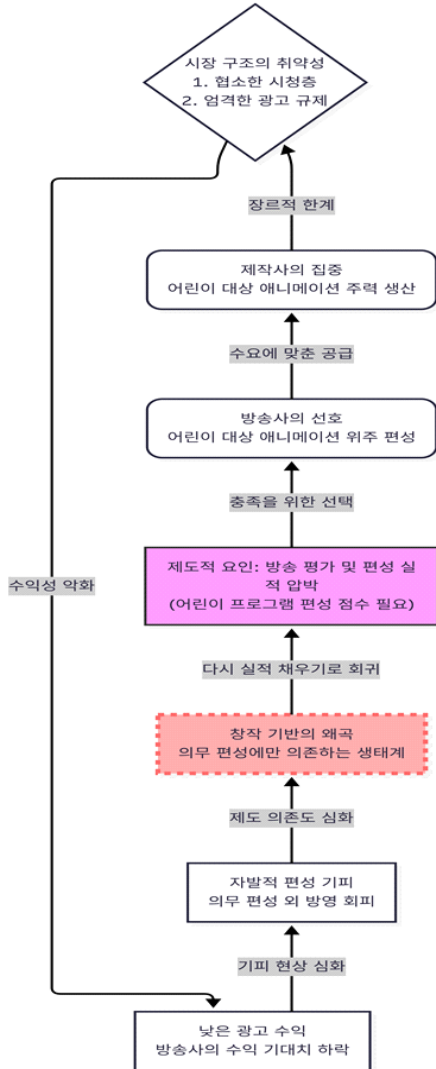 시장 구조의 취약성
1. 협소한 시청층
2. 엄격한 광고 규제
장르적 한계
제작사의 집중
어린이 대상 애니메이션 주력 생산
수요에 맞춘 공급
방송사의 선호
어린이 대상 애니메이션 위주 편성
충족을 위한 선택
제도적 요인: 방송 평가 및 편성 실
적 압박
(어린이 프로그램 편성 점수 필요)
수익성 악화
다시 실적 채우기로 회귀
창작 기반의 왜곡
의무 편성에만 의존하는 생태계
제도 의존도 심화
자발적 편성 기피
의무 편성 외 방영 회피
기피 현상 심화
낮은 광고 수익
방송사의 수익 기대치 하락